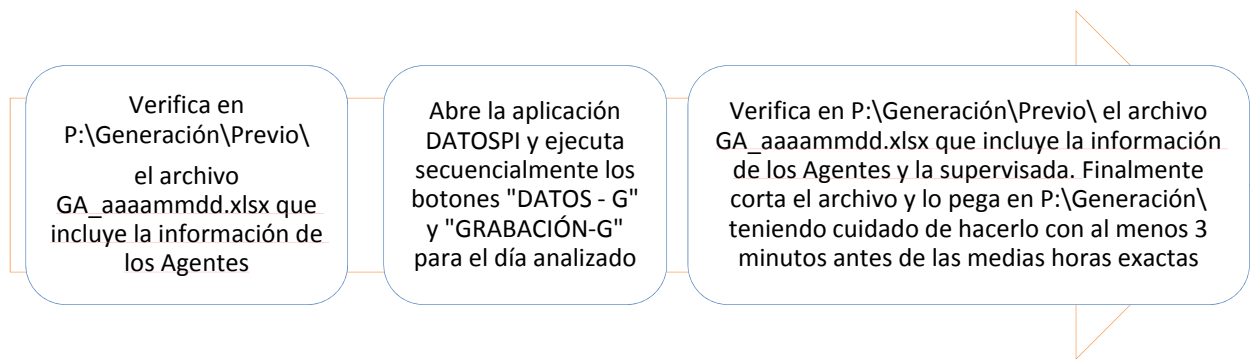 Verifica en
P:\Generación\Previo\
el archivo
GA_aaaammdd.xlsx que
incluye la información de
los Agentes
Abre la aplicación
DATOSPI y ejecuta
secuencialmente los
botones "DATOS - G"
y "GRABACIÓN-G"
para el día analizado
Verifica en P:\Generación\Previo\ el archivo
GA_aaaammdd.xlsx que incluye la información
de los Agentes y la supervisada. Finalmente
corta el archivo y lo pega en P:\Generación\
teniendo cuidado de hacerlo con al menos 3
minutos antes de las medias horas exactas